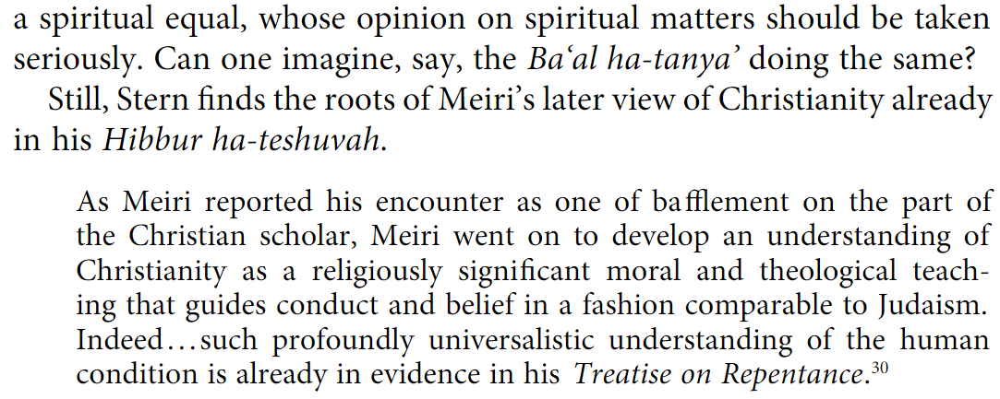 a spiritual equal, whose opinion on spiritual matters should be taken
seriously. Can one imagine, say, the Ba‘al ha-tanya’ doing the same?
Still, Stern finds the roots of Meiri’s later view of Christianity already
in his Hibbur ha-teshuvah.
As Meiri reported his encounter as one of bafflement on the part of
the Christian scholar, Meiri went on to develop an understanding of
Christianity as a religiously significant moral and theological teach-
ing that guides conduct and belief in a fashion comparable to Judaism.
Indeed…such profoundly universalistic understanding of the human
condition is already in evidence in his Treatise on Repentance.30